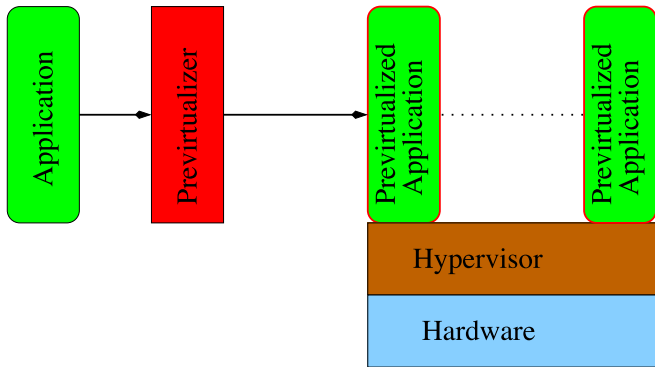 Application
Previrtualizer
Previrtualized
Application
Previrtualized
Application
Hypervisor
Hardware